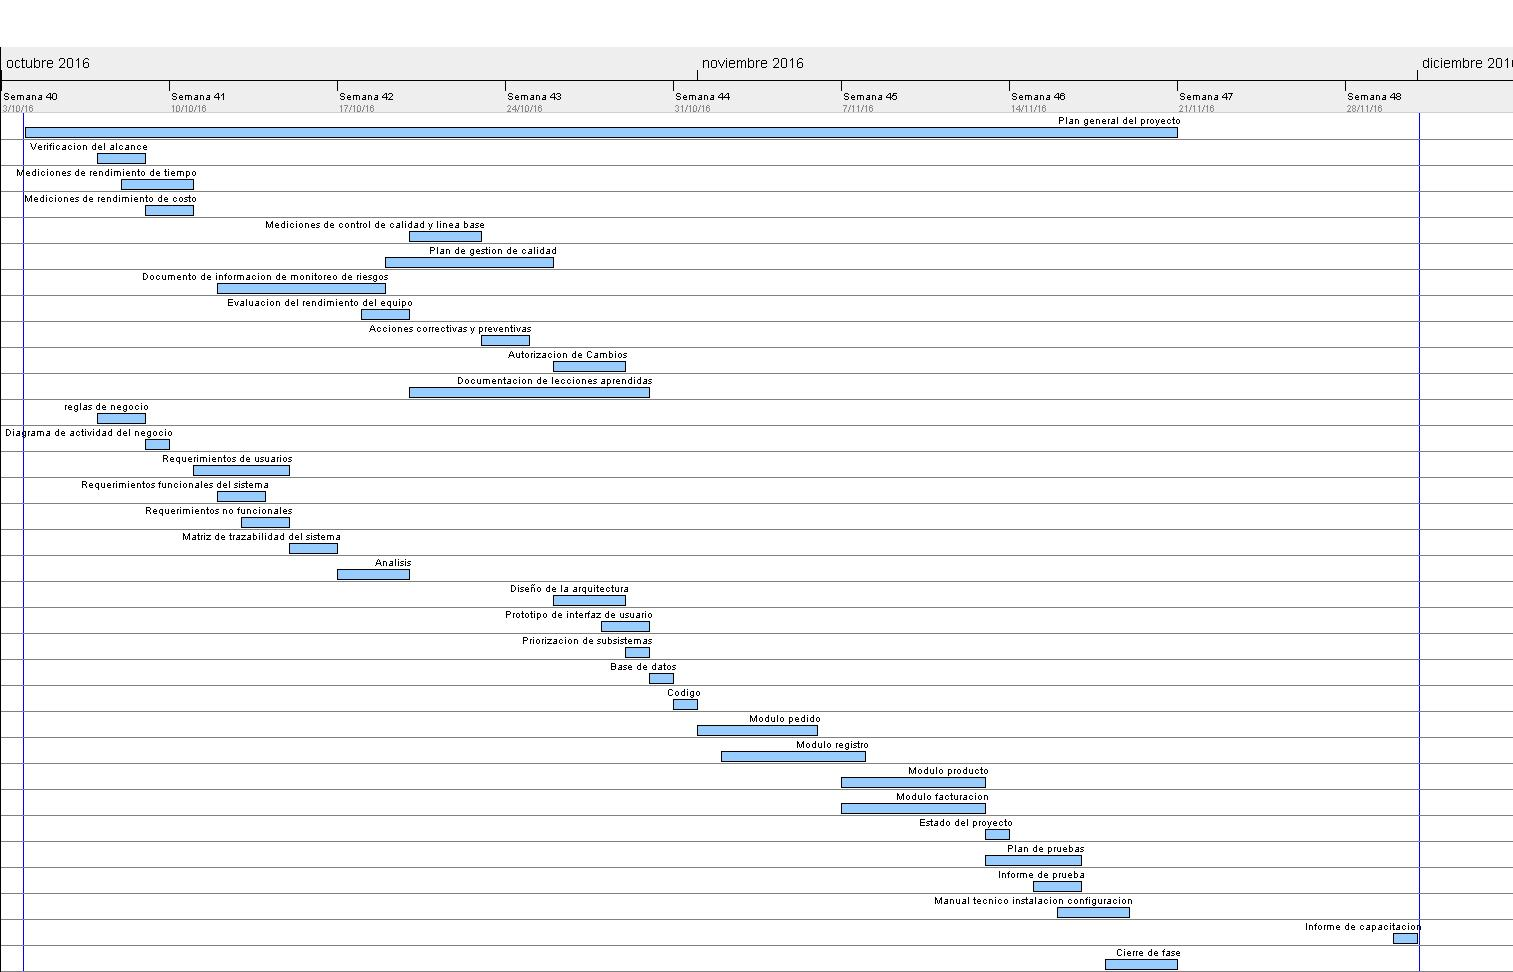 octubre 2016 noviembre 2016 diciembre 201
Semana 40 Semana 41 Semana 42 Semana 43 Semana 44 Semana 45 Semana 46 Semana 47 Semana 48
3/10/16 10/10/16 17/10/16 24/10/16 31/10/16 7/11/16 14/11/16 21/11/16 28/11/16
Plan general del proyecto
Verificacion del alcance
Mediciones de rendimiento de tiempo
Mediciones de rendimiento de costo
Mediciones de control de calidad y linea base
Plan de gestion de calidad
Documento de informacion de monitoreo de riesgos
Evaluacion del rendimiento del equipo
Acciones correctivas y preventivas
Autorizacion de Cambios
Documentacion de lecciones aprendidas
reglas de negocio
Diagrama de actividad del negocio
Requerimientos de usuarios
Requerimientos funcionales del sistema
Requerimientos no funcionales
Matriz de trazabilidad del sistema
Analisis
Diseño de la arquitectura
Prototipo de interfaz de usuario
Priorizacion de subsistemas
Base de datos
Codigo
Modulo pedido
Modulo registro
Modulo producto
Modulo facturacion
Estado del proyecto
Plan de pruebas
Informe de prueba
Manual tecnico instalacion configuracion
Informe de capacitacion
Cierre de fase